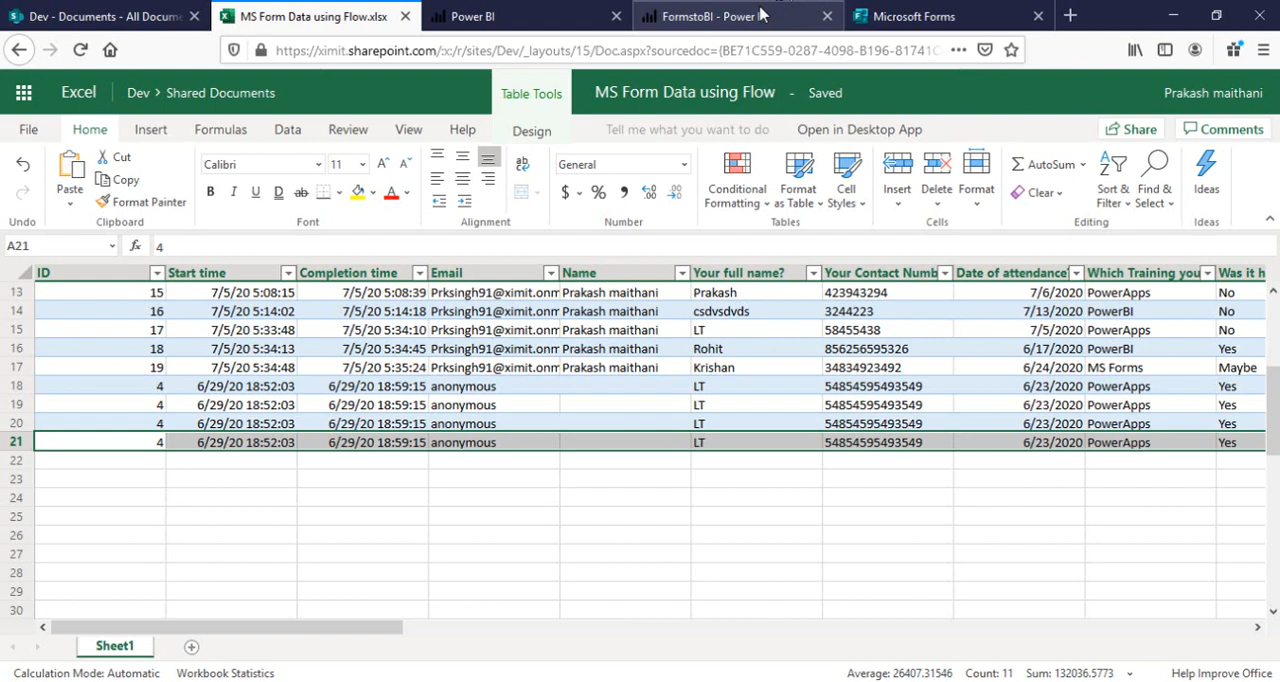 Dev - Documents - All Docume
MS Form Data using Flow.xlsx
Power BI
FormstoBI - Power
Microsoft Forms
https://ximit.sharepoint.com/:x:/r/sites/Dev/_layouts/15/Doc.aspx?sourcedoc={BE71C559-0287-4098-B196-81741C
Excel
Dev > Shared Documents
Table Tools
MS Form Data using Flow - Saved
Prakash maithani
File Home Insert Formulas Data Review View Help Design
Tell me what you want to do
Open in Desktop App
Share
Comments
Paste
Cut
Copy
Format Painter
Calibri 11
B I U D ab
ab
General
$ % ,
Conditional Formatting
Format as Table
Cell Styles
Insert Delete Format
AutoSum
Clear
Sort & Filter
Find & Select
Ideas
Undo Clipboard Font Alignment Number Tables Cells Editing Ideas
A21 fx 4
ID Start time Completion time Email Name Your full name? Your Contact Numb Date of attendance? Which Training you Was it h
13 15 7/5/20 5:08:15 7/5/20 5:08:39 Prksingh91@ximit.onm Prakash maithani Prakash 423943294 7/6/2020 PowerApps No
14 16 7/5/20 5:14:02 7/5/20 5:14:18 Prksingh91@ximit.onm Prakash maithani csdvsdvds 3244223 7/13/2020 PowerBI No
15 17 7/5/20 5:33:48 7/5/20 5:34:10 Prksingh91@ximit.onm Prakash maithani LT 58455438 7/5/2020 PowerApps No
16 18 7/5/20 5:34:13 7/5/20 5:34:45 Prksingh91@ximit.onm Prakash maithani Rohit 856256595326 6/17/2020 PowerBI Yes
17 19 7/5/20 5:34:48 7/5/20 5:35:24 Prksingh91@ximit.onm Prakash maithani Krishan 34834923492 6/24/2020 MS Forms Maybe
18 4 6/29/20 18:52:03 6/29/20 18:59:15 anonymous LT 54854595493549 6/23/2020 PowerApps Yes
19 4 6/29/20 18:52:03 6/29/20 18:59:15 anonymous LT 54854595493549 6/23/2020 PowerApps Yes
20 4 6/29/20 18:52:03 6/29/20 18:59:15 anonymous LT 54854595493549 6/23/2020 PowerApps Yes
21 4 6/29/20 18:52:03 6/29/20 18:59:15 anonymous LT 54854595493549 6/23/2020 PowerApps Yes
22
23
24
25
26
27
28
29
30
Sheet1
Calculation Mode: Automatic Workbook Statistics Average: 26407.31546 Count: 11 Sum: 132036.5773 Help Improve Office